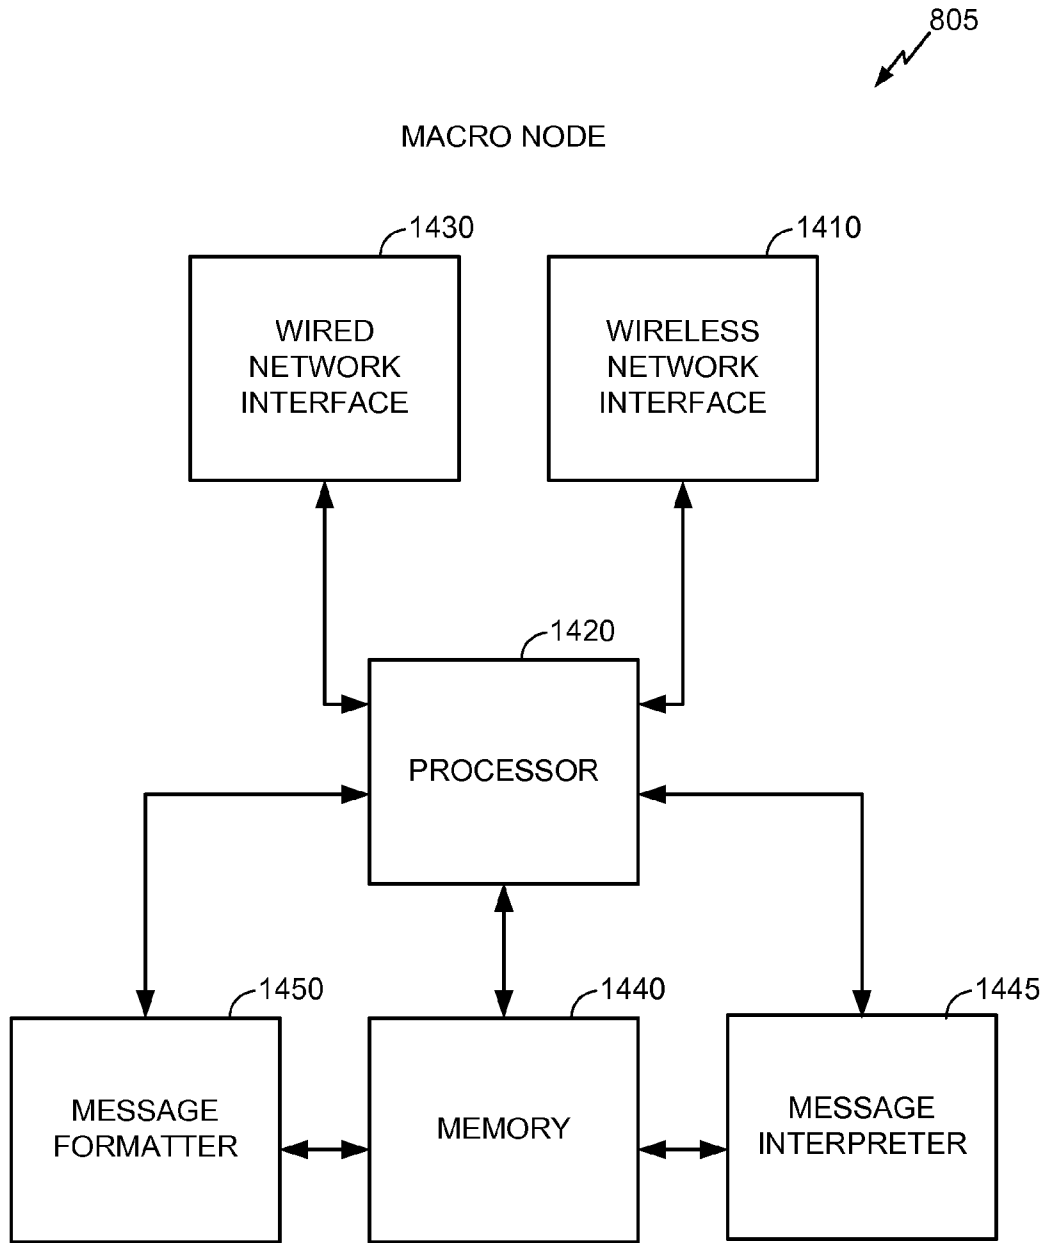 805
MACRO NODE
1430
1410
WIRED
NETWORK
INTERFACE
WIRELESS
NETWORK
INTERFACE
1420
PROCESSOR
1450
1440
1445
MESSAGE
FORMATTER
MEMORY
MESSAGE
INTERPRETER